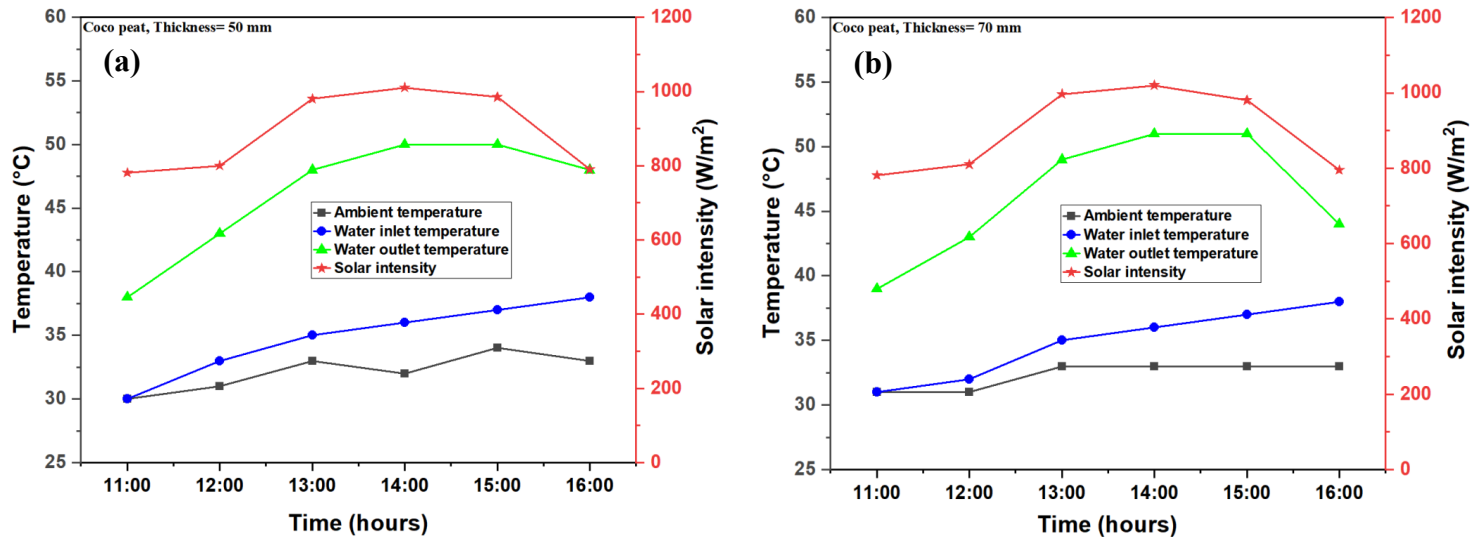 Coco peat, Thickness= 50 mm
(a)
Temperature (°C)
60
55
50
45
40
35
30
25
Solar intensity (W/m²)
1200
1000
800
600
400
200
0
Ambient temperature
Water inlet temperature
Water outlet temperature
Solar intensity
11:00 12:00 13:00 14:00 15:00 16:00
Time (hours)
Coco peat, Thickness= 70 mm
(b)
Temperature (°C)
60
55
50
45
40
35
30
25
Solar intensity (W/m²)
1200
1000
800
600
400
200
0
Ambient temperature
Water inlet temperature
Water outlet temperature
Solar intensity
11:00 12:00 13:00 14:00 15:00 16:00
Time (hours)